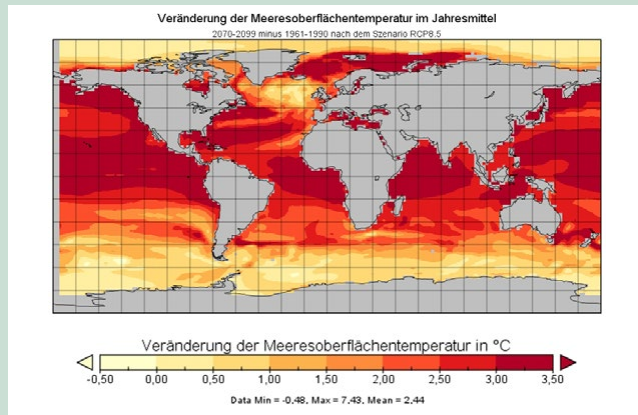 Veränderung der Meeresoberflächentemperatur im Jahresmittel
2070-2099 minus 1961-1990 nach dem Szenario RCP8.5
Veränderung der Meeresoberflächentemperatur in °C
-0,50 0,00 0,50 1,00 1,50 2,00 2,50 3,00 3,50
Data Min = -0,48, Max = 7,43, Mean = 2,44